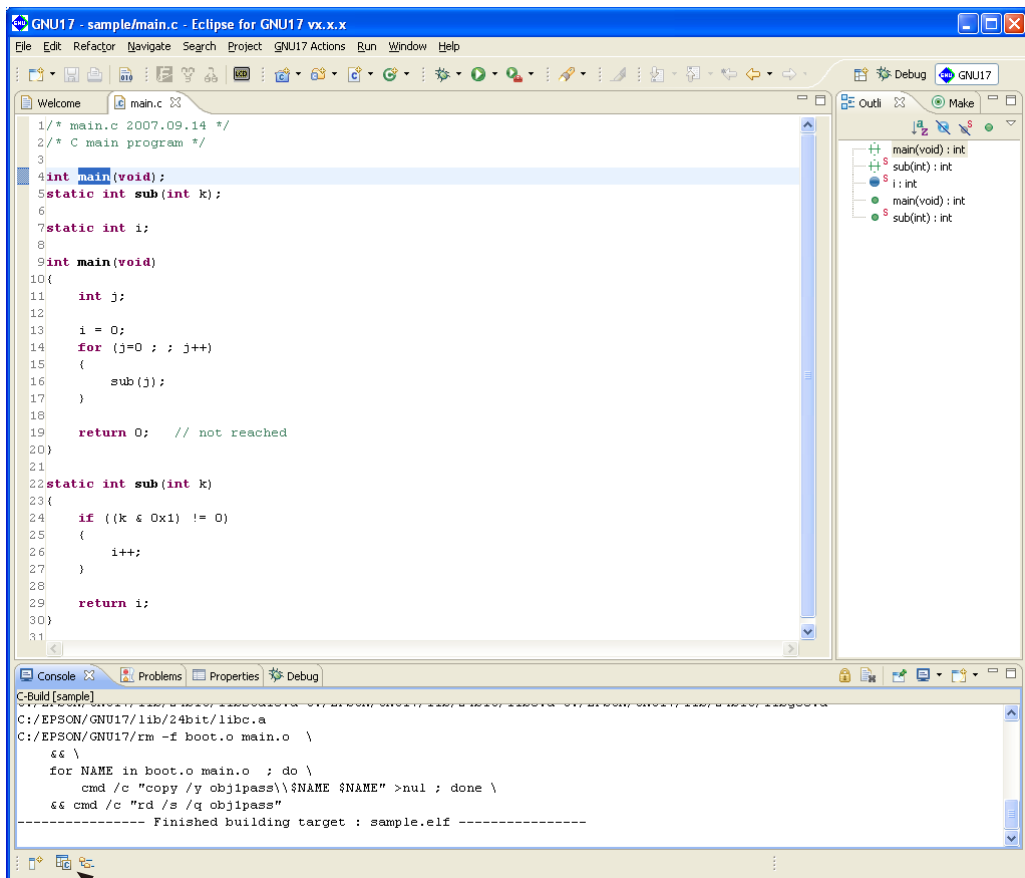 GNU17 - sample/main.c - Eclipse for GNU17 vx.x.x
File Edit Refactor Navigate Search Project GNU17 Actions Run Window Help
010 LCD Debug GNU17
Welcome main.c Outli Make
1/* main.c 2007.09.14 */
2/* C main program */
3
4int main(void);
5static int sub(int k);
6
7static int i;
8
9int main(void)
10{
11 int j;
12
13 i = 0;
14 for (j=0 ; ; j++)
15 {
16 sub(j);
17 }
18
19 return 0; // not reached
20}
21
22static int sub(int k)
23{
24 if ((k & 0x1) != 0)
25 {
26 i++;
27 }
28
29 return i;
30}
31
main(void) : int
sub(int) : int
i : int
main(void) : int
sub(int) : int
Console Problems Properties Debug
C-Build [sample]
C:/EPSON/GNU17/lib/24bit/libc.a
C:/EPSON/GNU17/rm -f boot.o main.o \
&& \
for NAME in boot.o main.o ; do \
cmd /c "copy /y obj1pass\\$NAME $NAME" >nul ; done \
&& cmd /c "rd /s /q obj1pass"
---------------- Finished building target : sample.elf ----------------